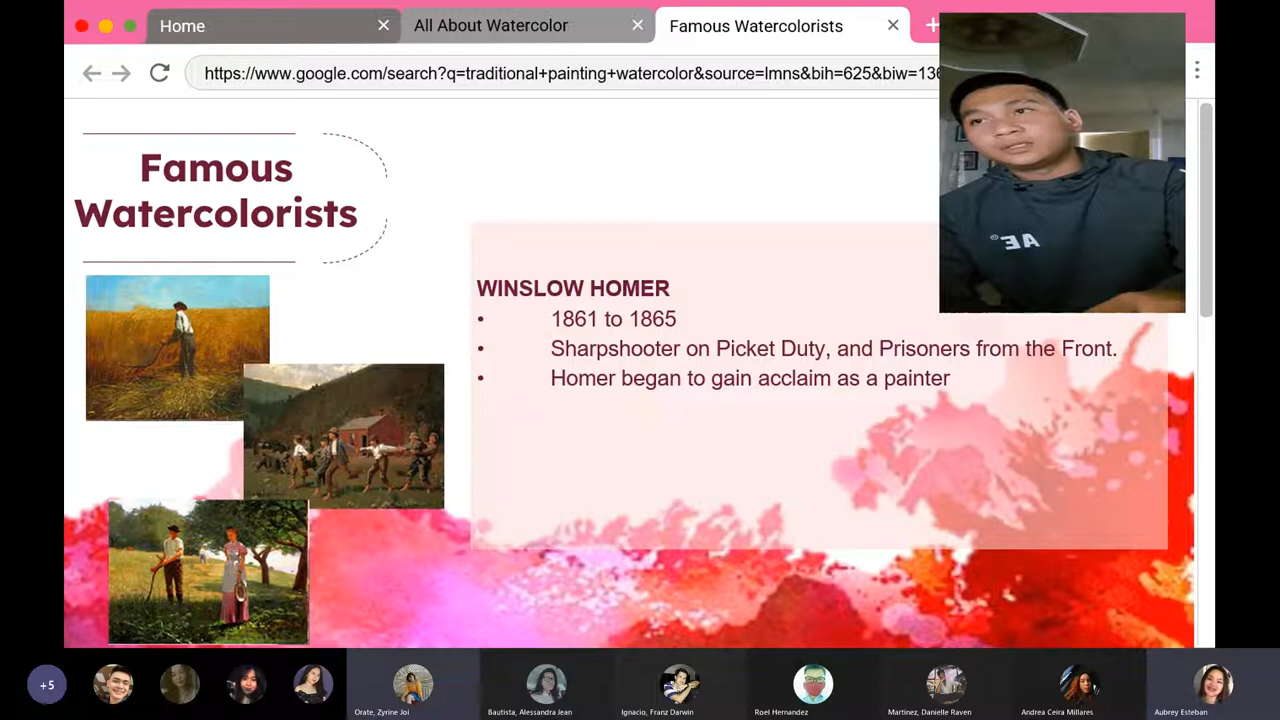 Home
All About Watercolor
Famous Watercolorists
https://www.google.com/search?q=traditional+painting+watercolor&source=lmns&bih=625&biw=136
Famous
Watercolorists
AE
WINSLOW HOMER
• 1861 to 1865
• Sharpshooter on Picket Duty, and Prisoners from the Front.
• Homer began to gain acclaim as a painter
+5
Orate, Zyrine Joi
Bautista, Alessandra Jean
Ignacio, Franz Darwin
Roel Hernandez
Martinez, Danielle Raven
Andrea Ceira Millares
Aubrey Esteban